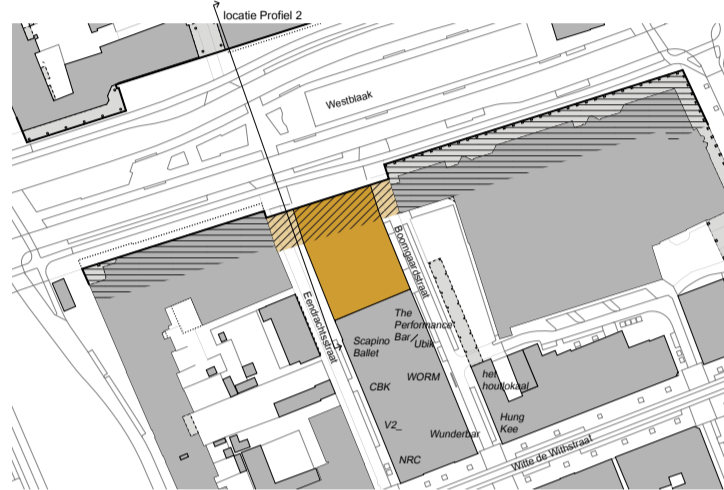 locatie Profiel 2
Westblaak
Boomgaardstraat
Eendrachtsstraat
The
Performance
Bar
Ubik
Scapino
Ballet
WORM
CBK
het
houtlokaal
V2_
Hung
Kee
Wunderbar
Witte de Withstraat
NRC